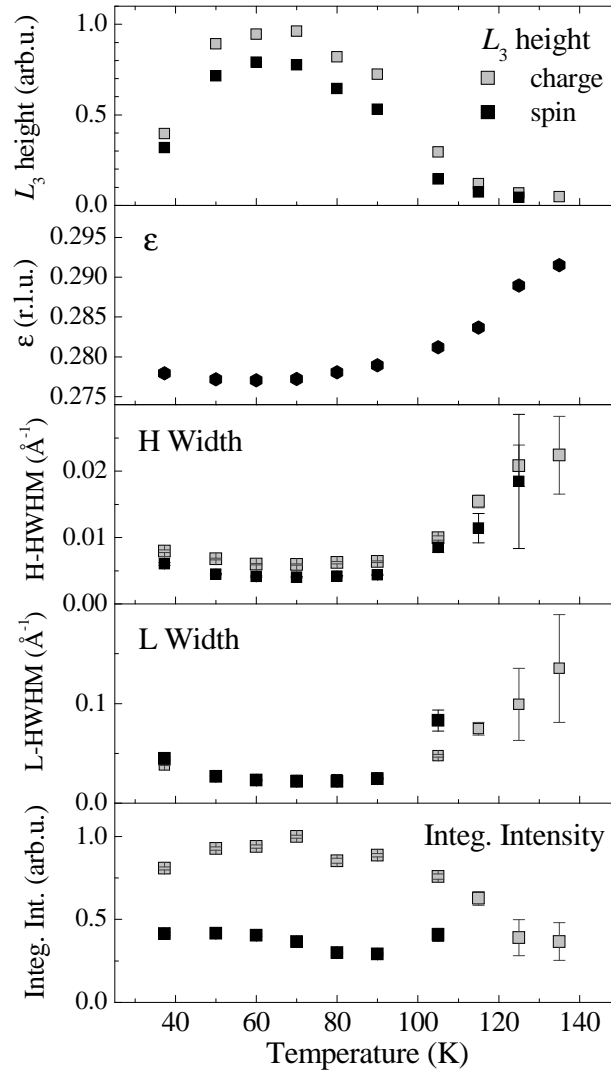 L3 height (arb.u.)
1.0
0.5
0.0
L3 height
charge
spin
ε (r.l.u.)
0.295
0.290
0.285
0.280
0.275
ε
H-HWHM (Å-1)
0.02
0.01
0.00
H Width
L-HWHM (Å-1)
0.1
0.0
L Width
Integ. Int. (arb.u.)
1.0
0.5
0.0
Integ. Intensity
40 60 80 100 120 140
Temperature (K)